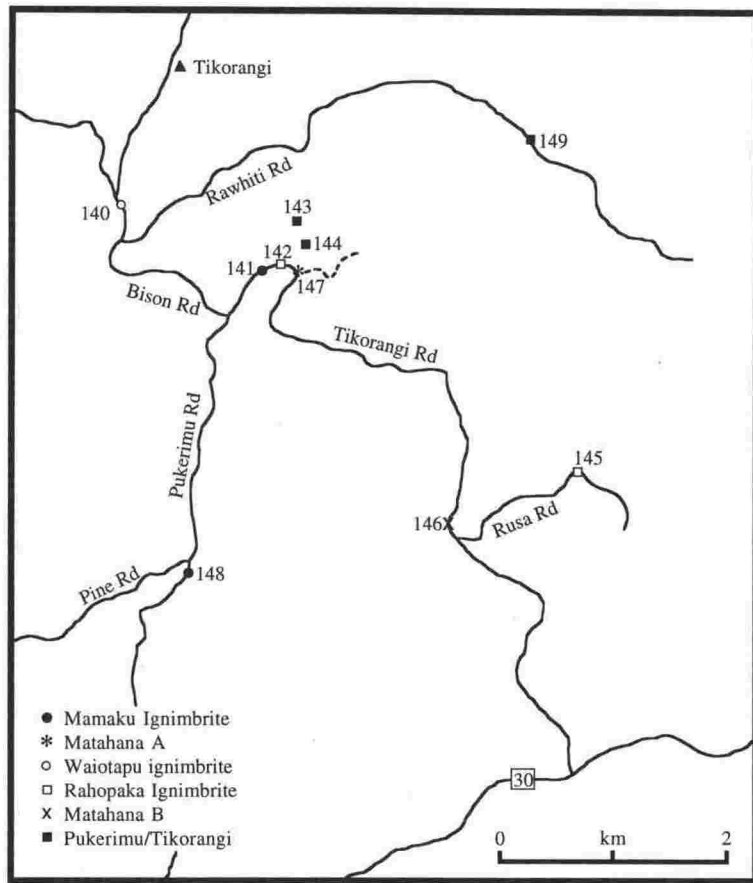 Tikorangi
149
Rawhiti Rd
140
143
144
142
141
147
Bison Rd
Tikorangi Rd
Pukerimu Rd
145
146
Rusa Rd
Pine Rd
148
Mamaku Ignimbrite
Matahana A
Waiotapu ignimbrite
Rahopaka Ignimbrite
Matahana B
Pukerimu/Tikorangi
30
0 km 2